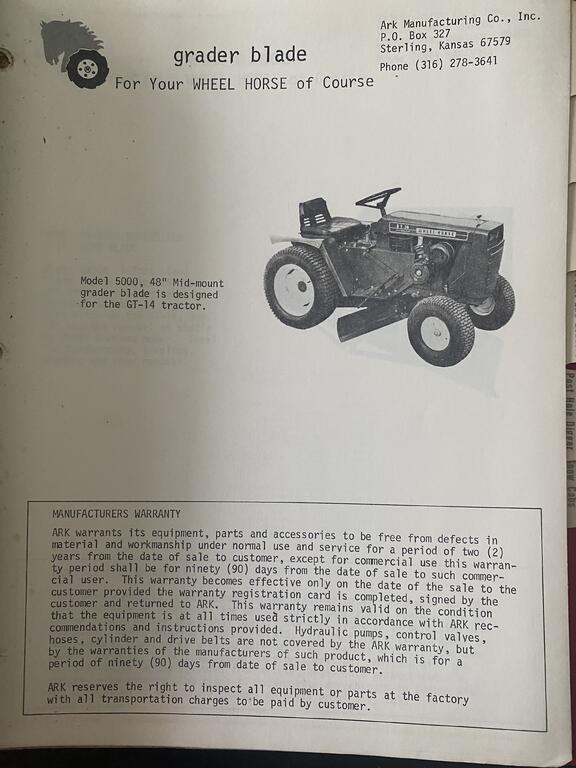 Ark Manufacturing Co., Inc.
P.O. Box 327
Sterling, Kansas 67579
Phone (316) 278-3641
grader blade
For Your WHEEL HORSE of Course
Model 5000, 48" Mid-mount
grader blade is designed
for the GT-14 tractor.
WHEEL HORSE
Post Hole Digger
Snow Cabs
MANUFACTURERS WARRANTY
ARK warrants its equipment, parts and accessories to be free from defects in
material and workmanship under normal use and service for a period of two (2)
years from the date of sale to customer, except for commercial use this warran-
ty period shall be for ninety (90) days from the date of sale to such commer-
cial user. This warranty becomes effective only on the date of the sale to the
customer provided the warranty registration card is completed, signed by the
customer and returned to ARK. This warranty remains valid on the condition
that the equipment is at all times used strictly in accordance with ARK rec-
commendations and instructions provided. Hydraulic pumps, control valves,
hoses, cylinder and drive belts are not covered by the ARK warranty, but
by the warranties of the manufacturers of such product, which is for a
period of ninety (90) days from date of sale to customer.
ARK reserves the right to inspect all equipment or parts at the factory
with all transportation charges to be paid by customer.